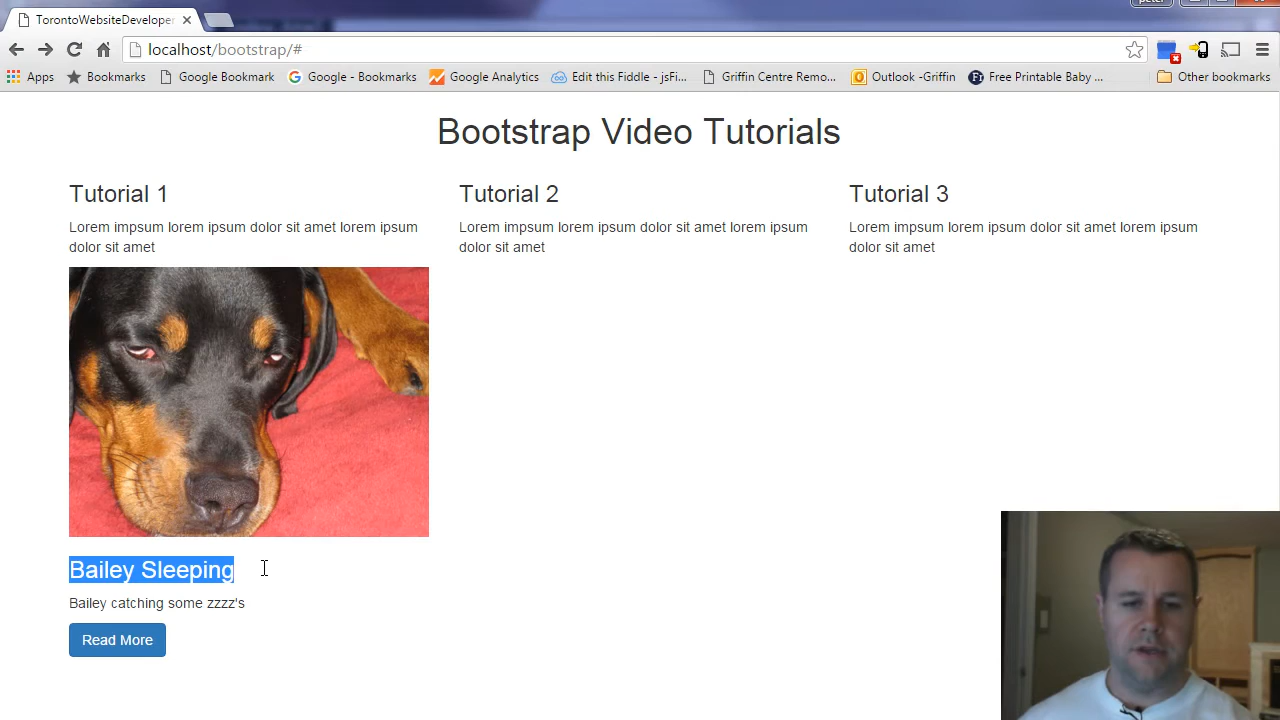 peter
TorontoWebsiteDeveloper
localhost/bootstrap/#
Apps Bookmarks Google Bookmark Google - Bookmarks Google Analytics Edit this Fiddle - jsFi... Griffin Centre Remo... Outlook -Griffin Free Printable Baby ... Other bookmarks
Bootstrap Video Tutorials
Tutorial 1
Lorem impsum lorem ipsum dolor sit amet lorem ipsum
dolor sit amet
Bailey Sleeping
Bailey catching some zzzz's
Read More
Tutorial 2
Lorem impsum lorem ipsum dolor sit amet lorem ipsum
dolor sit amet
Tutorial 3
Lorem impsum lorem ipsum dolor sit amet lorem ipsum
dolor sit amet